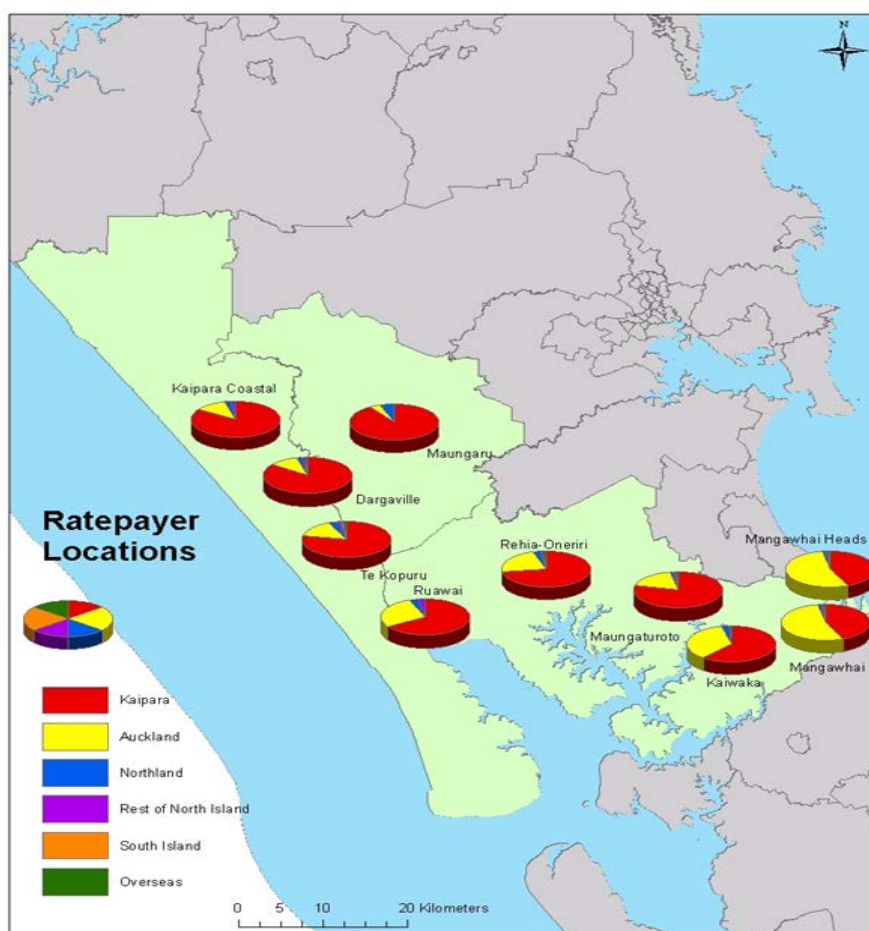 N
Kaipara Coastal
Maungaru
Dargaville
Ratepayer
Locations
Te Kopuru
Ruawai
Rehia-Oneriri
Mangawhai Heads
Maungaturoto
Kaiwaka
Mangawhai
Kaipara
Auckland
Northland
Rest of North Island
South Island
Overseas
0 5 10 20 Kilometers